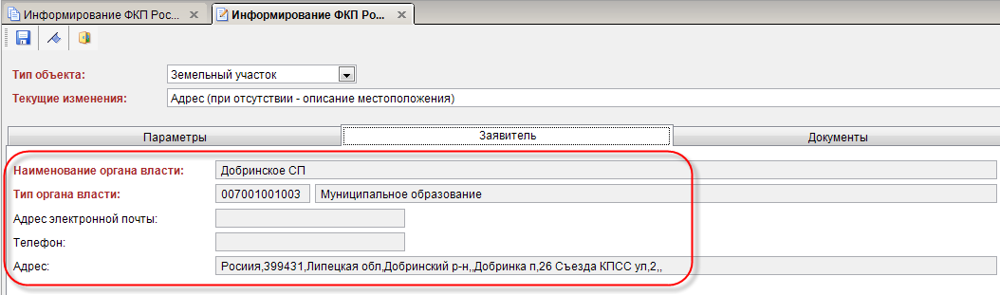 Информирование ФКП Рос... Информирование ФКП Ро...
Тип объекта: Земельный участок
Текущие изменения: Адрес (при отсутствии - описание местоположения)
Параметры Заявитель Документы
Наименование органа власти: Добринское СП
Тип органа власти: 007001001003 Муниципальное образование
Адрес электронной почты:
Телефон:
Адрес: Росиия,399431,Липецкая обл,Добринский р-н,,Добринка п,26 Съезда КПСС ул,2,,